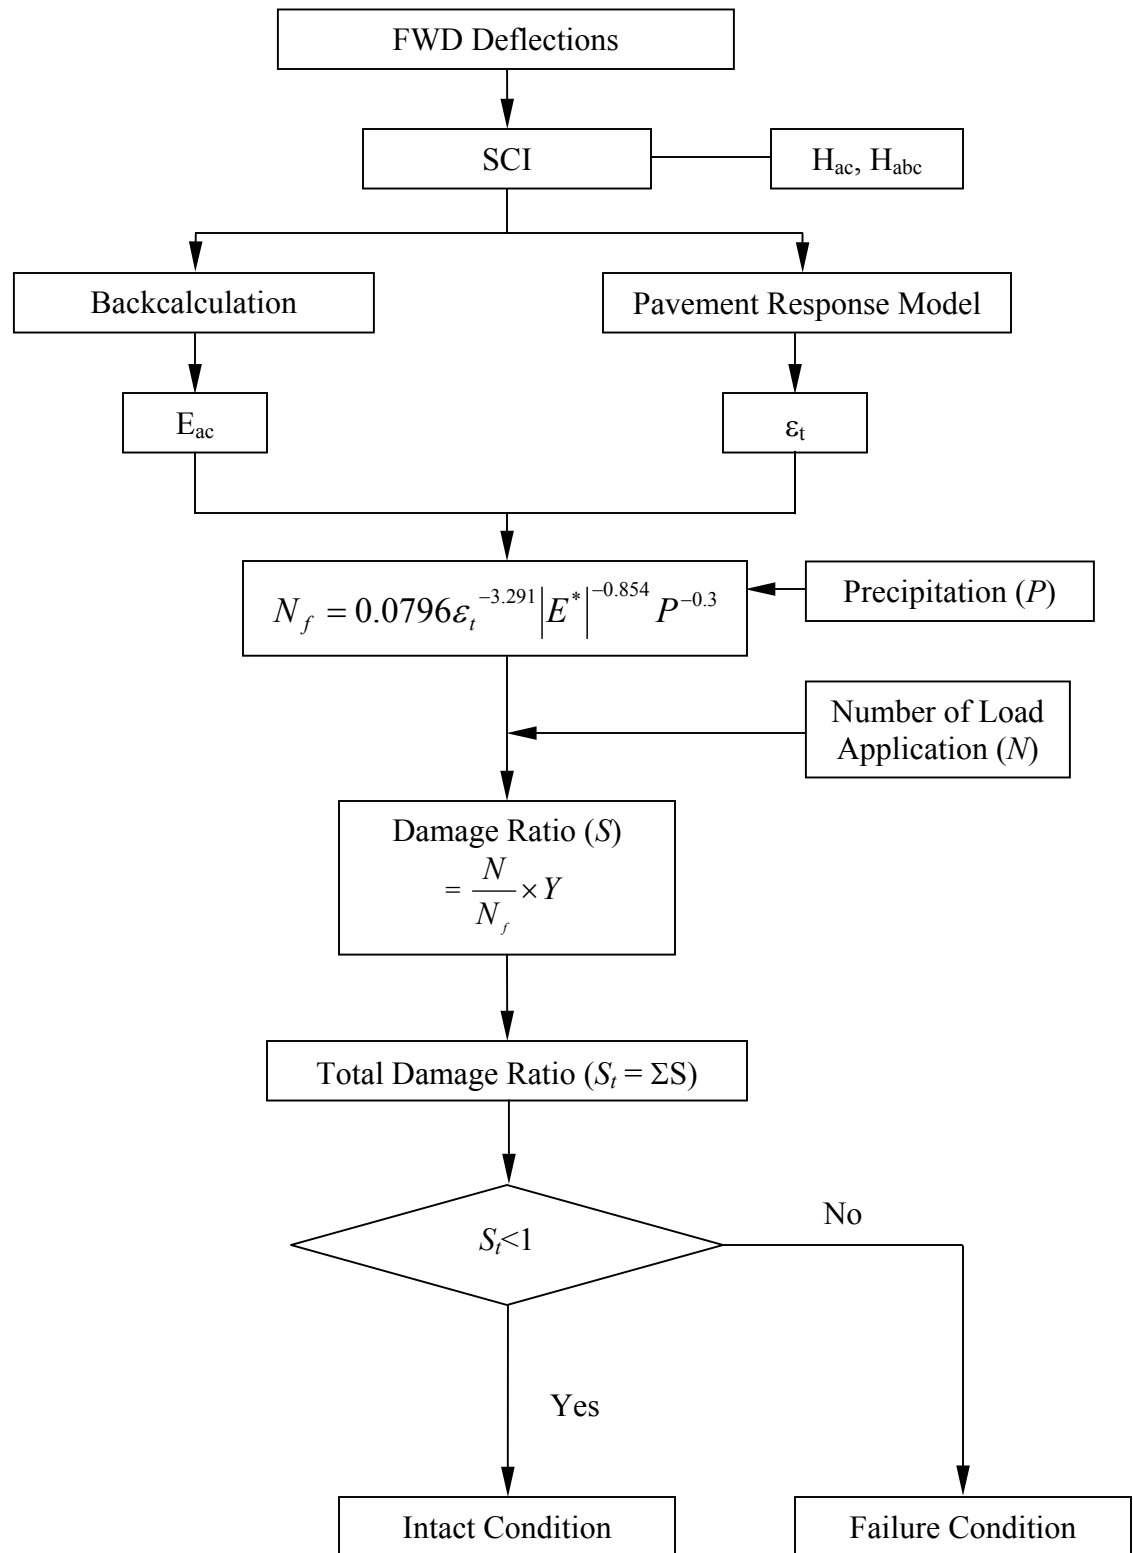 FWD Deflections
SCI
H_ac, H_abc
Backcalculation
Pavement Response Model
E_ac
ε_t
N_f = 0.0796ε_t^−3.291 |E^*|^−0.854 P^−0.3
Precipitation (P)
Number of Load
Application (N)
Damage Ratio (S)
= N/N_f × Y
Total Damage Ratio (S_t = ΣS)
S_t<1
No
Yes
Intact Condition
Failure Condition